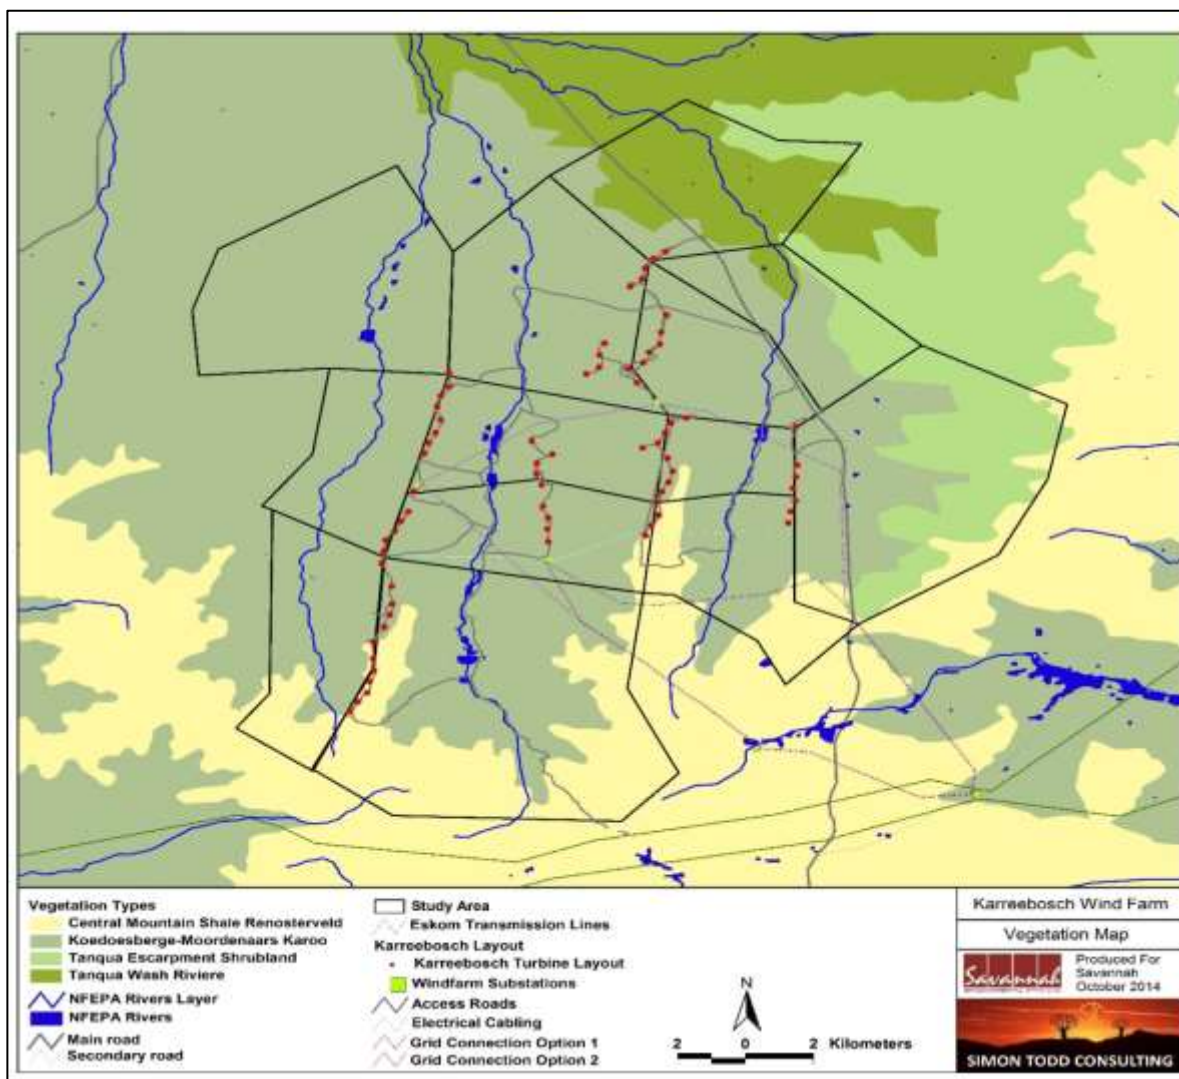 Vegetation Types
Central Mountain Shale Renosterveld
Koedoesberge-Moordenaars Karoo
Tanqua Escarpment Shrubland
Tanqua Wash Riviere
NFEPA Rivers Layer
NFEPA Rivers
Main road
Secondary road
Study Area
Eskom Transmission Lines
Karreebosch Layout
Karreebosch Turbine Layout
Windfarm Substations
Access Roads
Electrical Cabling
Grid Connection Option 1
Grid Connection Option 2
N
2 0 2 Kilometers
Karreebosch Wind Farm
Vegetation Map
Savannah
Produced For
Savannah
October 2014
SIMON TODD CONSULTING